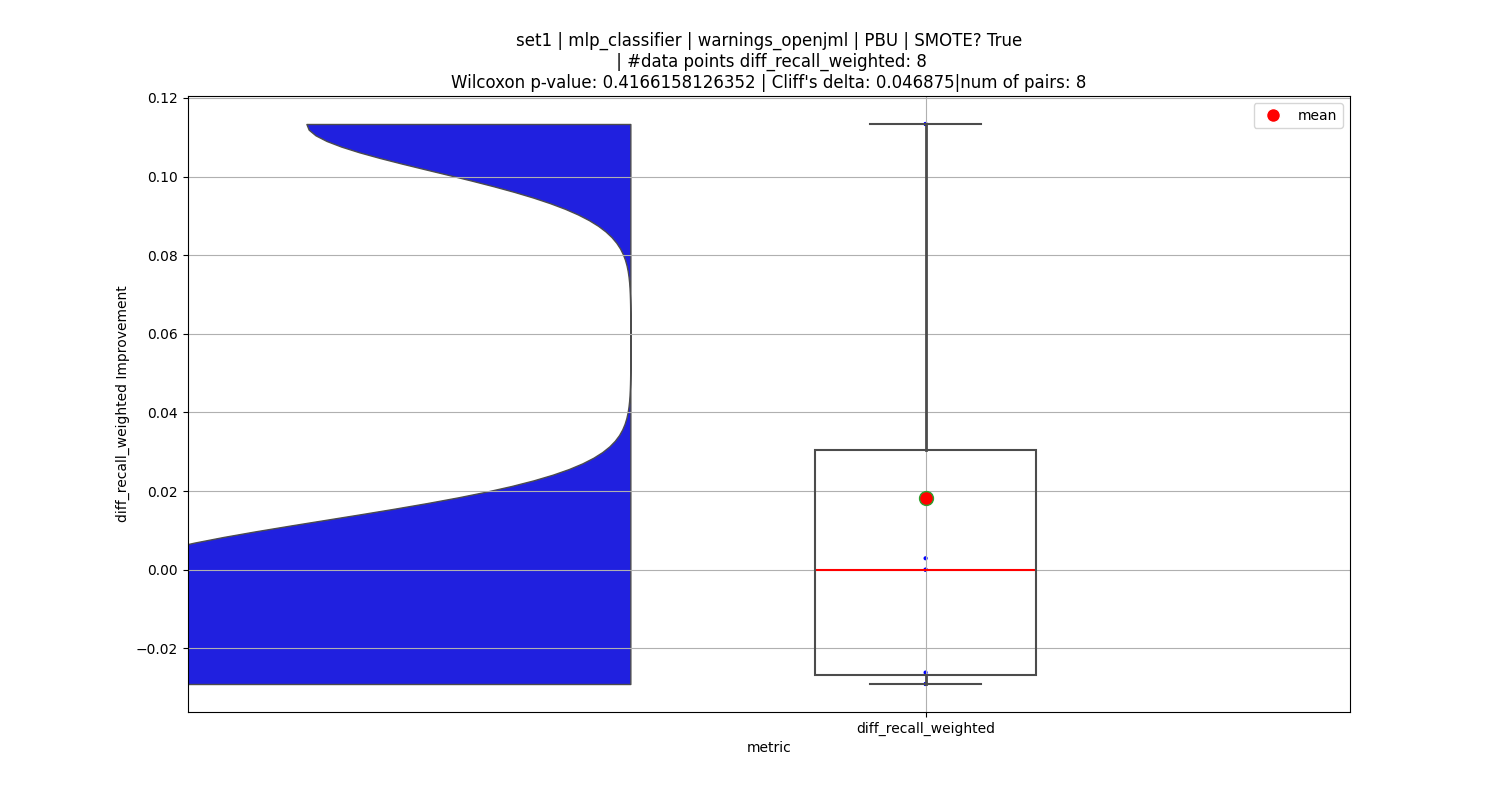 set1 | mlp_classifier | warnings_openjml | PBU | SMOTE? True
| #data points diff_recall_weighted: 8
Wilcoxon p-value: 0.4166158126352 | Cliff's delta: 0.046875|num of pairs: 8
mean
0.12
0.10
0.08
0.06
0.04
0.02
0.00
−0.02
diff_recall_weighted Improvement
diff_recall_weighted
metric